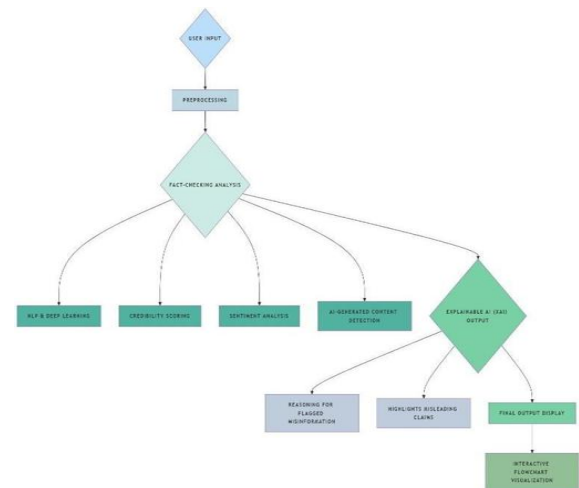 USER INPUT
PREPROCESSING
FACT-CHECKING ANALYSIS
NLP & DEEP LEARNING
CREDIBILITY SCORING
SENTIMENT ANALYSIS
AI-GENERATED CONTENT
DETECTION
EXPLAINABLE AI (XAI)
OUTPUT
REASONING FOR
FLAGGED
MISINFORMATION
HIGHLIGHTS MISLEADING
CLAIMS
FINAL OUTPUT DISPLAY
INTERACTIVE
FLOWCHART
VISUALIZATION